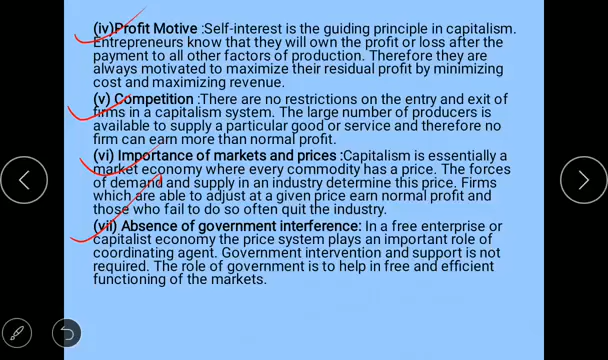 (iv)Profit Motive :Self-interest is the guiding principle in capitalism.
Entrepreneurs know that they will own the profit or loss after the
payment to all other factors of production. Therefore they are
always motivated to maximize their residual profit by minimizing
cost and maximizing revenue.
(v) Competition :There are no restrictions on the entry and exit of
firms in a capitalism system. The large number of producers is
available to supply a particular good or service and therefore no
firm can earn more than normal profit.
(vi) Importance of markets and prices :Capitalism is essentially a
market economy where every commodity has a price. The forces
of demand and supply in an industry determine this price. Firms
which are able to adjust at a given price earn normal profit and
those who fail to do so often quit the industry.
(vii) Absence of government interference: In a free enterprise or
capitalist economy the price system plays an important role of
coordinating agent. Government intervention and support is not
required. The role of government is to help in free and efficient
functioning of the markets.